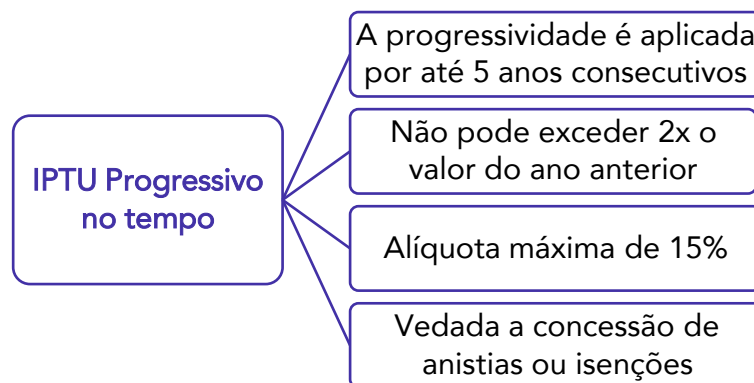 IPTU Progressivo
no tempo
A progressividade é aplicada
por até 5 anos consecutivos
Não pode exceder 2x o
valor do ano anterior
Alíquota máxima de 15%
Vedada a concessão de
anistias ou isenções